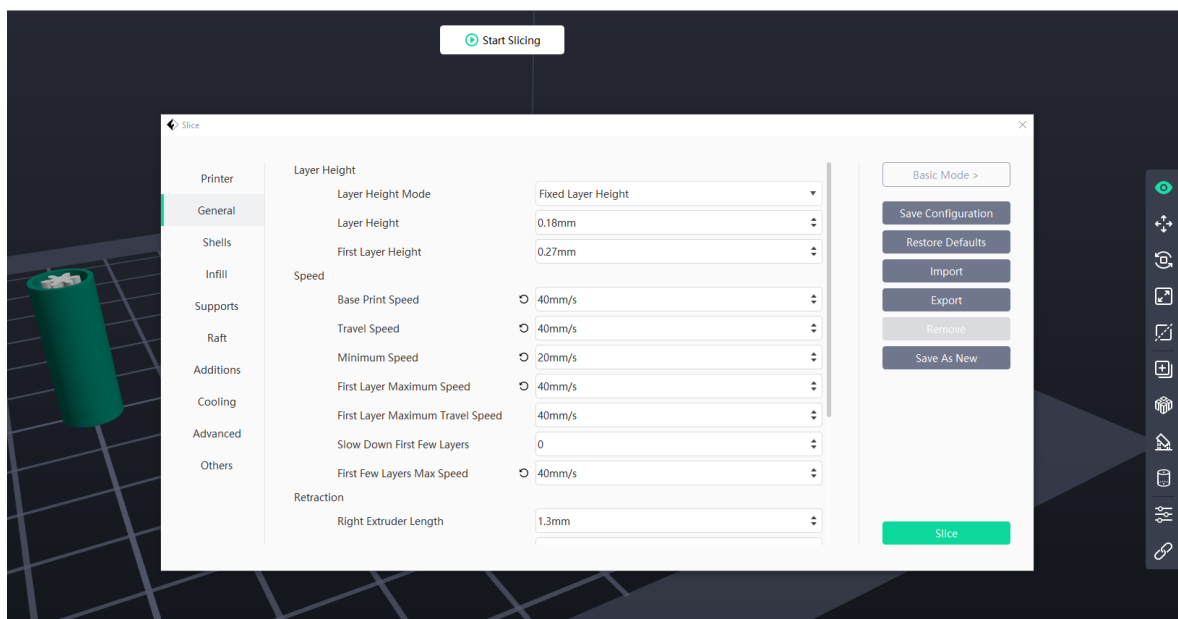 Start Slicing
Slice
Printer
General
Shells
Infill
Supports
Raft
Additions
Cooling
Advanced
Others
Layer Height
Layer Height Mode Fixed Layer Height
Layer Height 0.18mm
First Layer Height 0.27mm
Speed
Base Print Speed 40mm/s
Travel Speed 40mm/s
Minimum Speed 20mm/s
First Layer Maximum Speed 40mm/s
First Layer Maximum Travel Speed 40mm/s
Slow Down First Few Layers 0
First Few Layers Max Speed 40mm/s
Retraction
Right Extruder Length 1.3mm
Basic Mode >
Save Configuration
Restore Defaults
Import
Export
Remove
Save As New
Slice